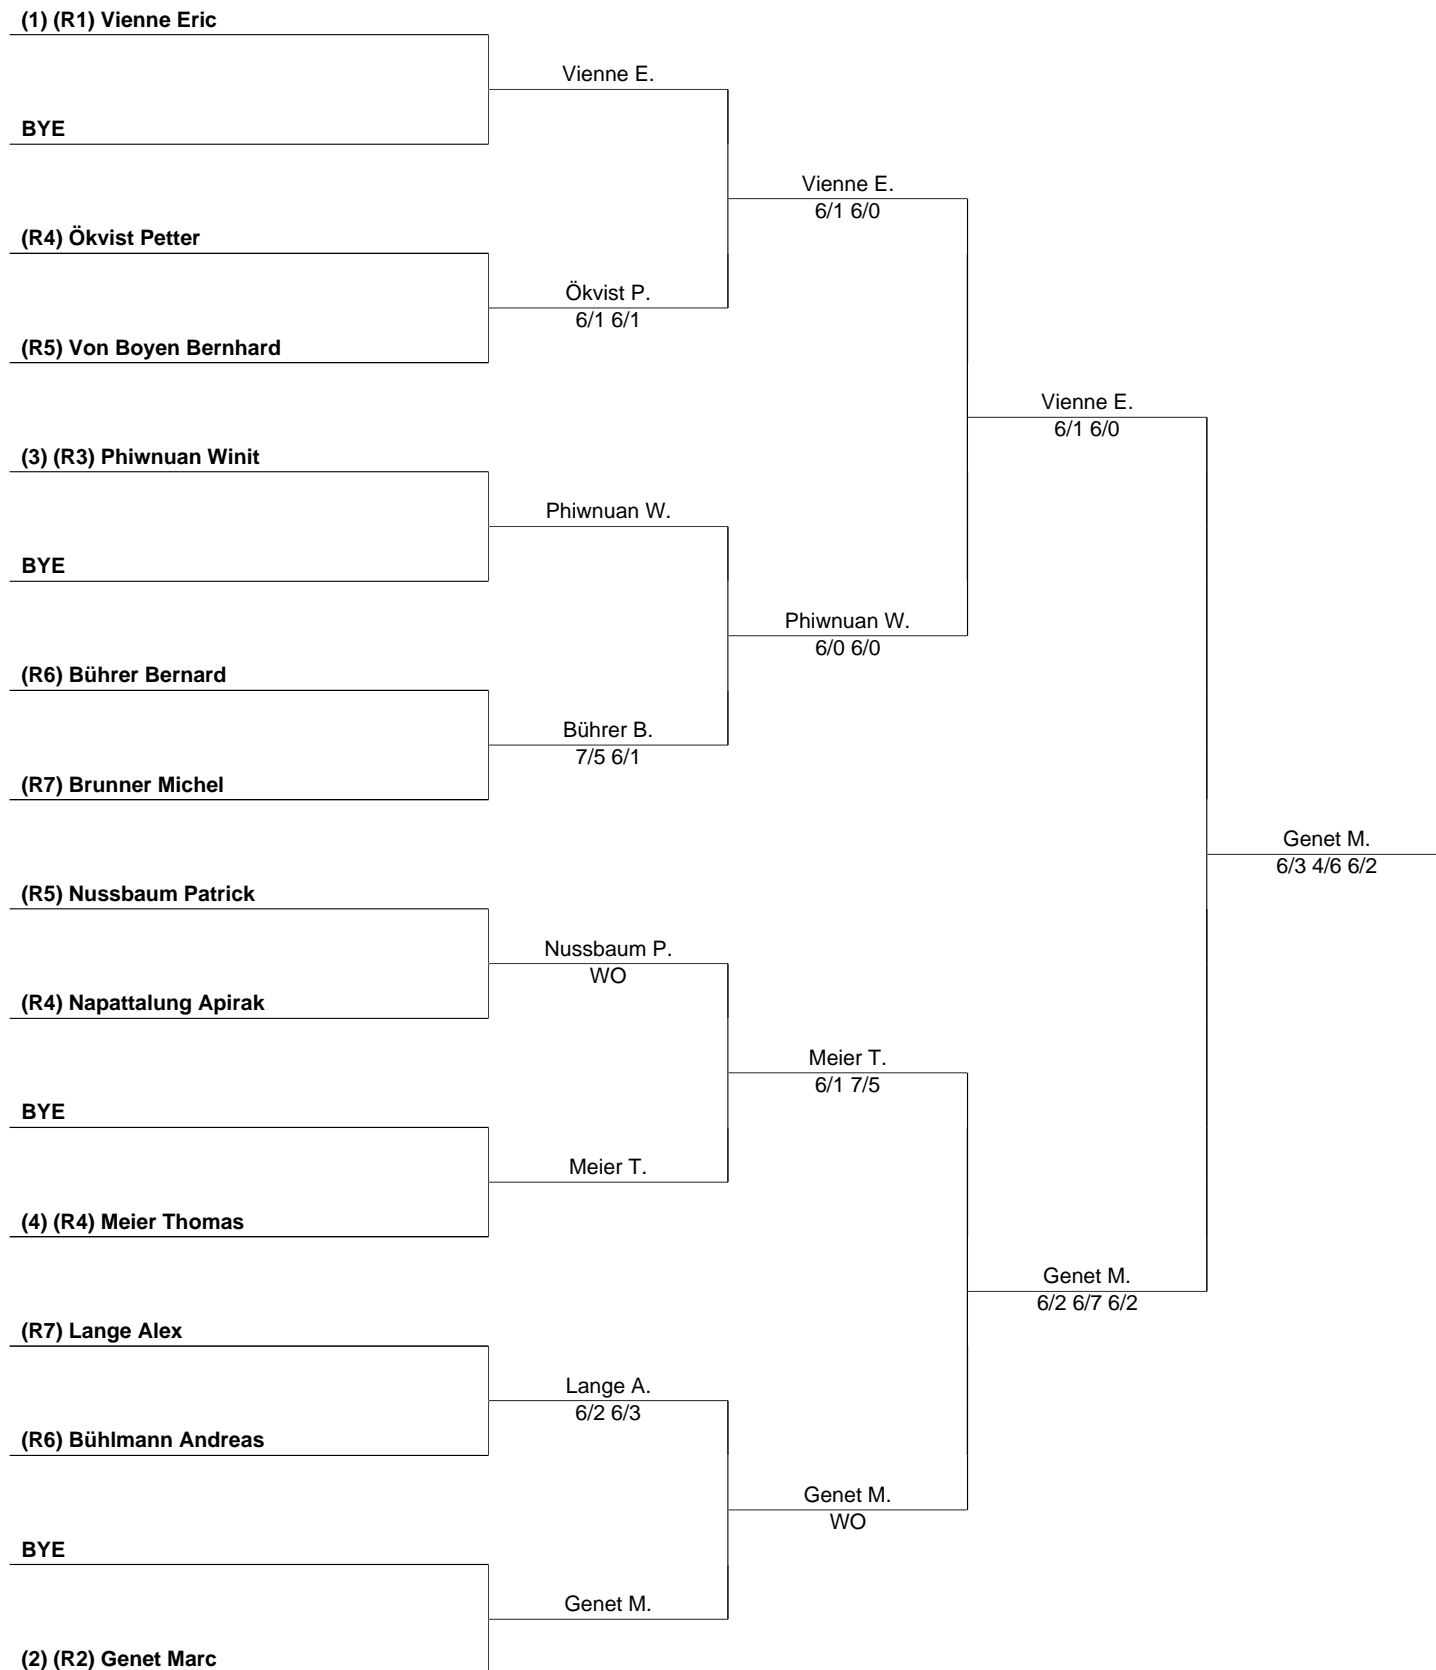 (1) (R1) Vienne Eric
Vienne E.
BYE
Vienne E.
6/1 6/0
(R4) Ökvist Petter
Ökvist P.
6/1 6/1
(R5) Von Boyen Bernhard
Vienne E.
6/1 6/0
(3) (R3) Phiwnuan Winit
Phiwnuan W.
BYE
Phiwnuan W.
6/0 6/0
(R6) Bührer Bernard
Bührer B.
7/5 6/1
(R7) Brunner Michel
Genet M.
6/3 4/6 6/2
(R5) Nussbaum Patrick
Nussbaum P.
WO
(R4) Napattalung Apirak
Meier T.
6/1 7/5
BYE
Meier T.
(4) (R4) Meier Thomas
Genet M.
6/2 6/7 6/2
(R7) Lange Alex
Lange A.
6/2 6/3
(R6) Bühlmann Andreas
Genet M.
WO
BYE
Genet M.
(2) (R2) Genet Marc